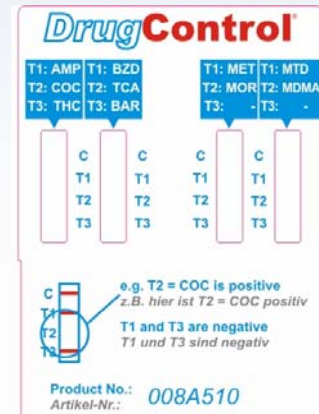 DrugControl
T1: AMP T1: BZD T1: MET T1: MTD
T2: COC T2: TCA T2: MOR T2: MDMA
T3: THC T3: BAR T3: - T3: -
C C C C
T1 T1 T1 T1
T2 T2 T2 T2
T3 T3 T3 T3
e.g. T2 = COC is positive
C z.B. hier ist T2 = COC positiv
T1 T1 and T3 are negative
T2 T1 und T3 sind negativ
T3
Product No.: 008A510
Artikel-Nr.: